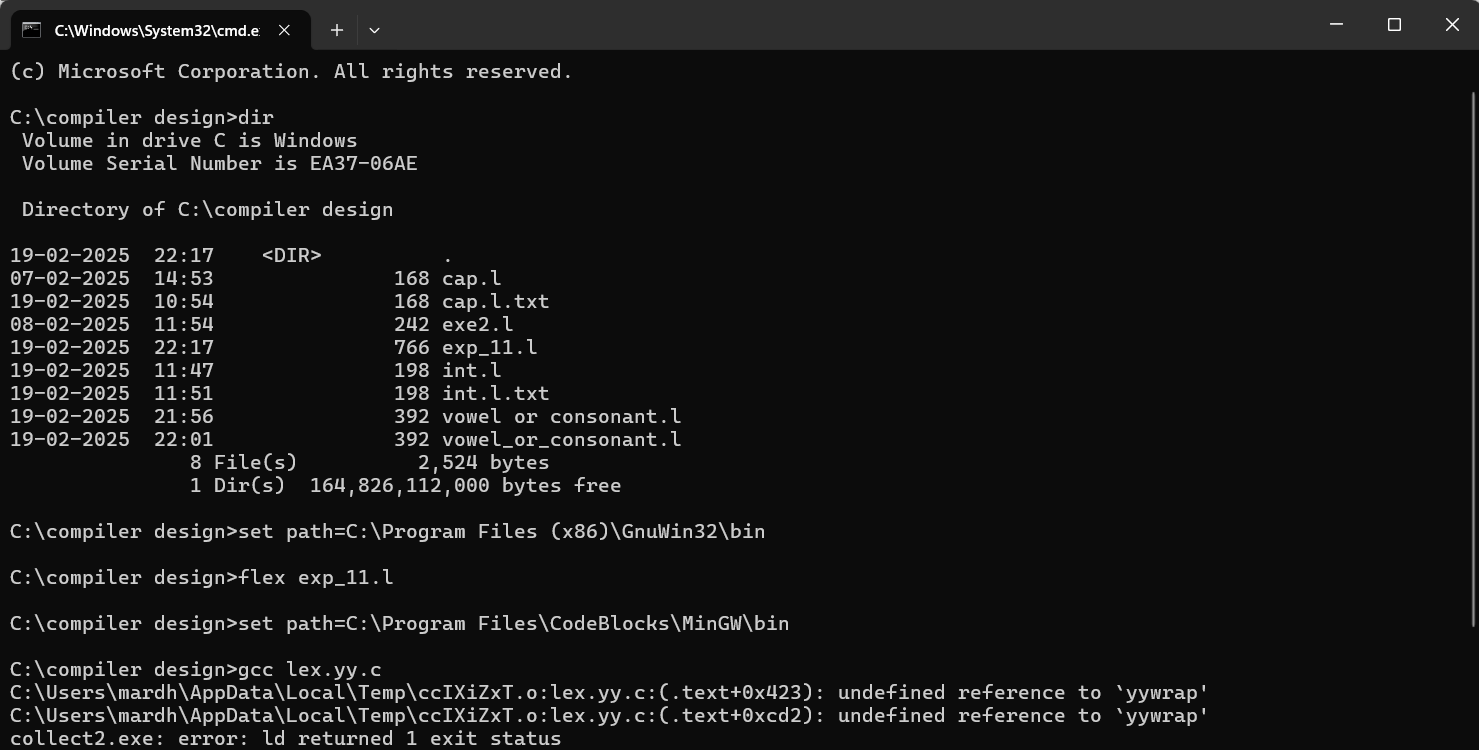 C:\Windows\System32\cmd.e
(c) Microsoft Corporation. All rights reserved.
C:\compiler design>dir
 Volume in drive C is Windows
 Volume Serial Number is EA37-06AE
 Directory of C:\compiler design
19-02-2025  22:17    <DIR>          .
07-02-2025  14:53               168 cap.l
19-02-2025  10:54               168 cap.l.txt
08-02-2025  11:54               242 exe2.l
19-02-2025  22:17               766 exp_11.l
19-02-2025  11:47               198 int.l
19-02-2025  11:51               198 int.l.txt
19-02-2025  21:56               392 vowel or consonant.l
19-02-2025  22:01               392 vowel_or_consonant.l
               8 File(s)          2,524 bytes
               1 Dir(s)  164,826,112,000 bytes free
C:\compiler design>set path=C:\Program Files (x86)\GnuWin32\bin
C:\compiler design>flex exp_11.l
C:\compiler design>set path=C:\Program Files\CodeBlocks\MinGW\bin
C:\compiler design>gcc lex.yy.c
C:\Users\mardh\AppData\Local\Temp\ccIXiZxT.o:lex.yy.c:(.text+0x423): undefined reference to `yywrap'
C:\Users\mardh\AppData\Local\Temp\ccIXiZxT.o:lex.yy.c:(.text+0xcd2): undefined reference to `yywrap'
collect2.exe: error: ld returned 1 exit status